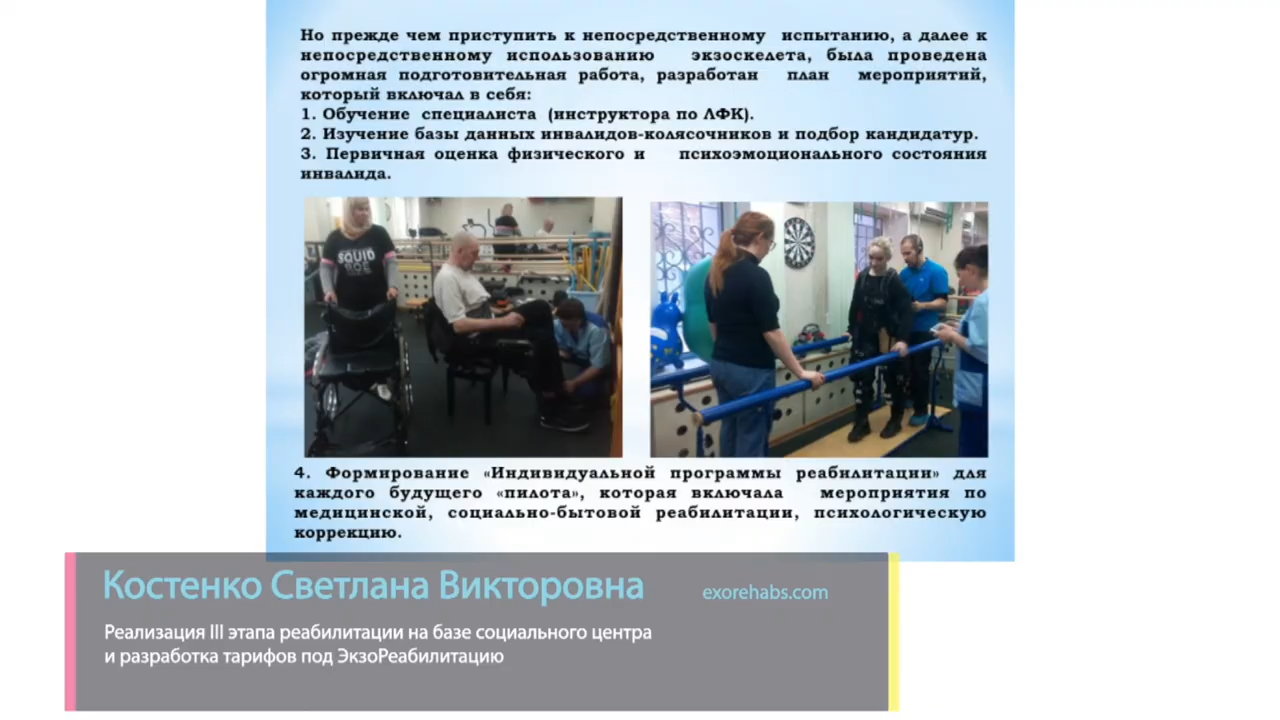 Но прежде чем приступить к непосредственному испытанию, а далее к
непосредственному использованию экзоскелета, была проведена
огромная подготовительная работа, разработан план мероприятий,
который включал в себя:
1. Обучение специалиста (инструктора по ЛФК).
2. Изучение базы данных инвалидов-колясочников и подбор кандидатур.
3. Первичная оценка физического и психоэмоционального состояния
инвалида.
SQUID
4. Формирование «Индивидуальной программы реабилитации» для
каждого будущего «пилота», которая включала мероприятия по
медицинской, социально-бытовой реабилитации, психологическую
коррекцию.
Костенко Светлана Викторовна exorehabs.com
Реализация III этапа реабилитации на базе социального центра
и разработка тарифов под ЭкзоРеабилитацию